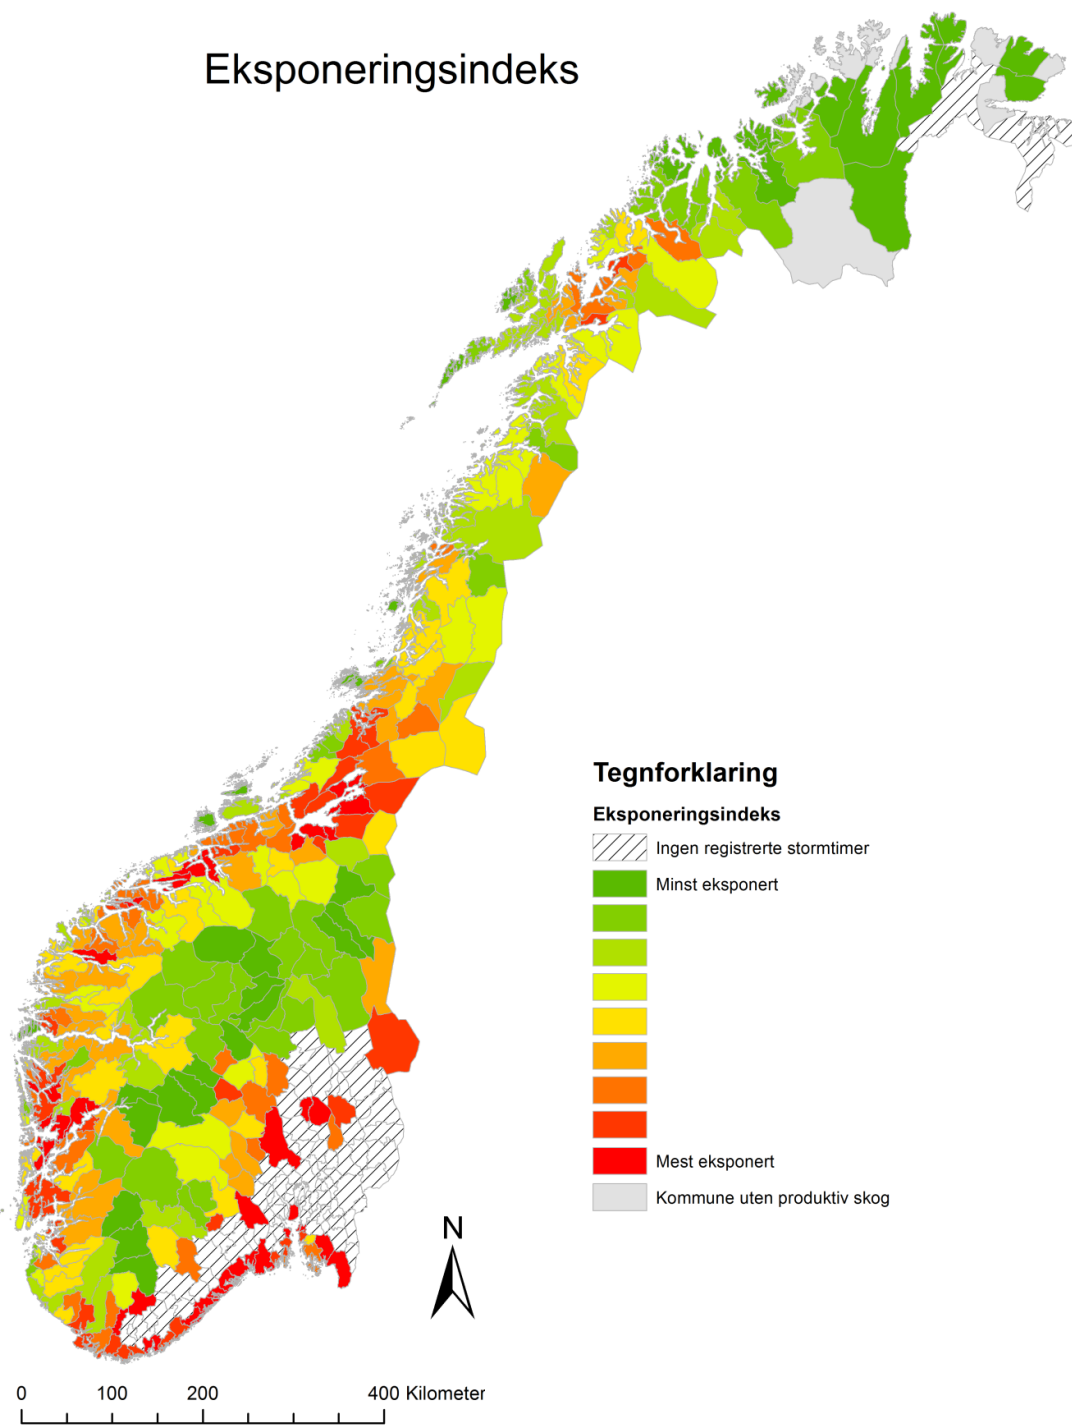 Eksponeringsindeks
Tegnforklaring
Eksponeringsindeks
Ingen registrerte stormtimer
Minst eksponert
Mest eksponert
Kommune uten produktiv skog
N
0 100 200 400 Kilometer